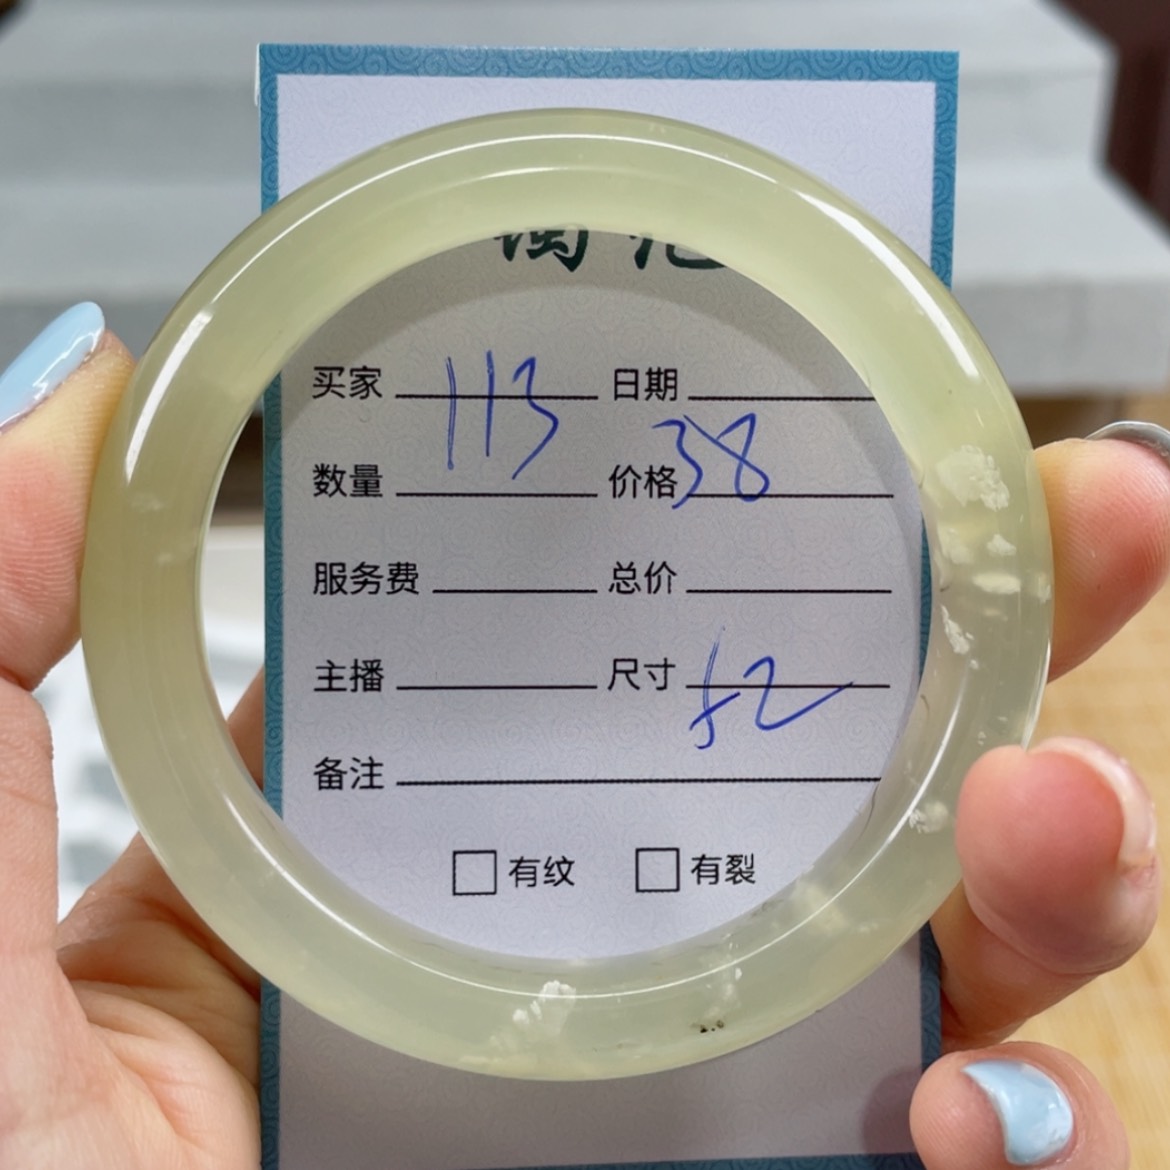 买家 113 日期
数量 价格 38
服务费 总价
主播 尺寸 52
备注
有纹 有裂